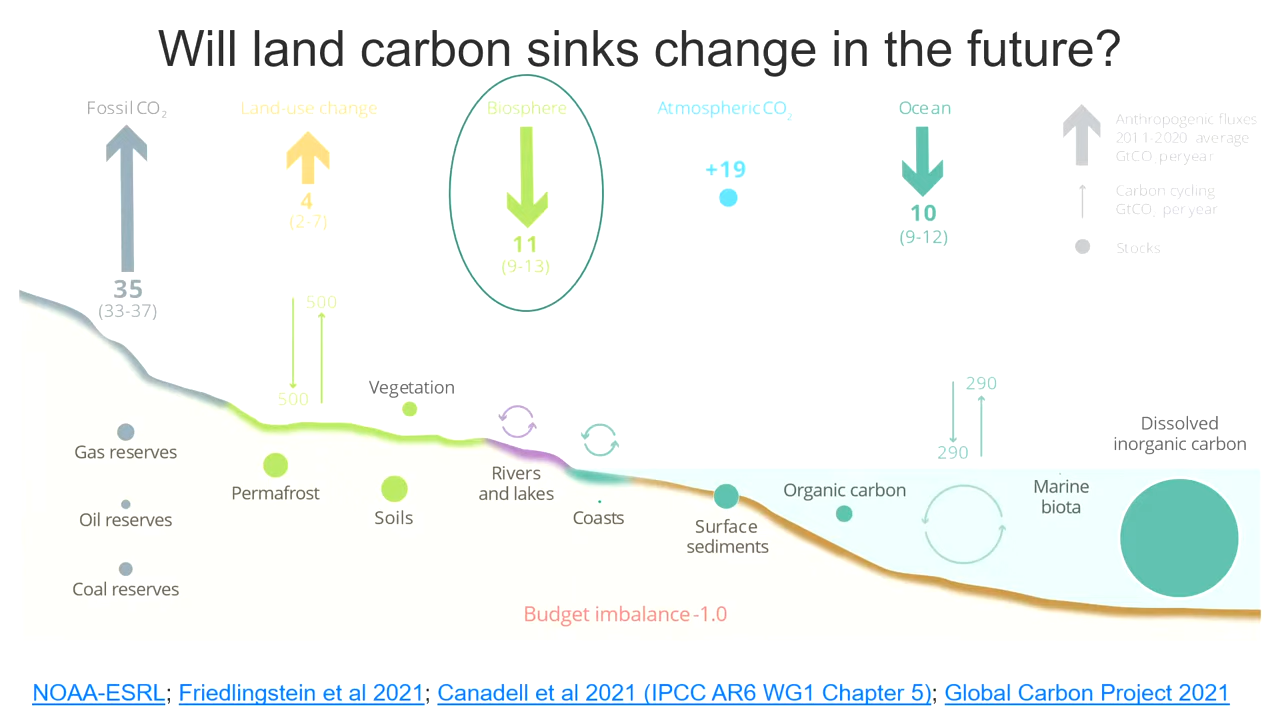 Will land carbon sinks change in the future?
Fossil CO₂
Land-use change
Biosphere
Atmospheric CO₂
Ocean
Anthropogenic fluxes
2011-2020 average
GtCO₂ per year
+19
4
(2-7)
Carbon cycling
GtCO₂ per year
10
(9-12)
11
(9-13)
Stocks
35
(33-37)
500
500
290
290
Vegetation
Dissolved
inorganic carbon
Gas reserves
Permafrost
Rivers
and lakes
Organic carbon
Marine
biota
Oil reserves
Soils
Coasts
Surface
sediments
Coal reserves
Budget imbalance -1.0
NOAA-ESRL; Friedlingstein et al 2021; Canadell et al 2021 (IPCC AR6 WG1 Chapter 5); Global Carbon Project 2021